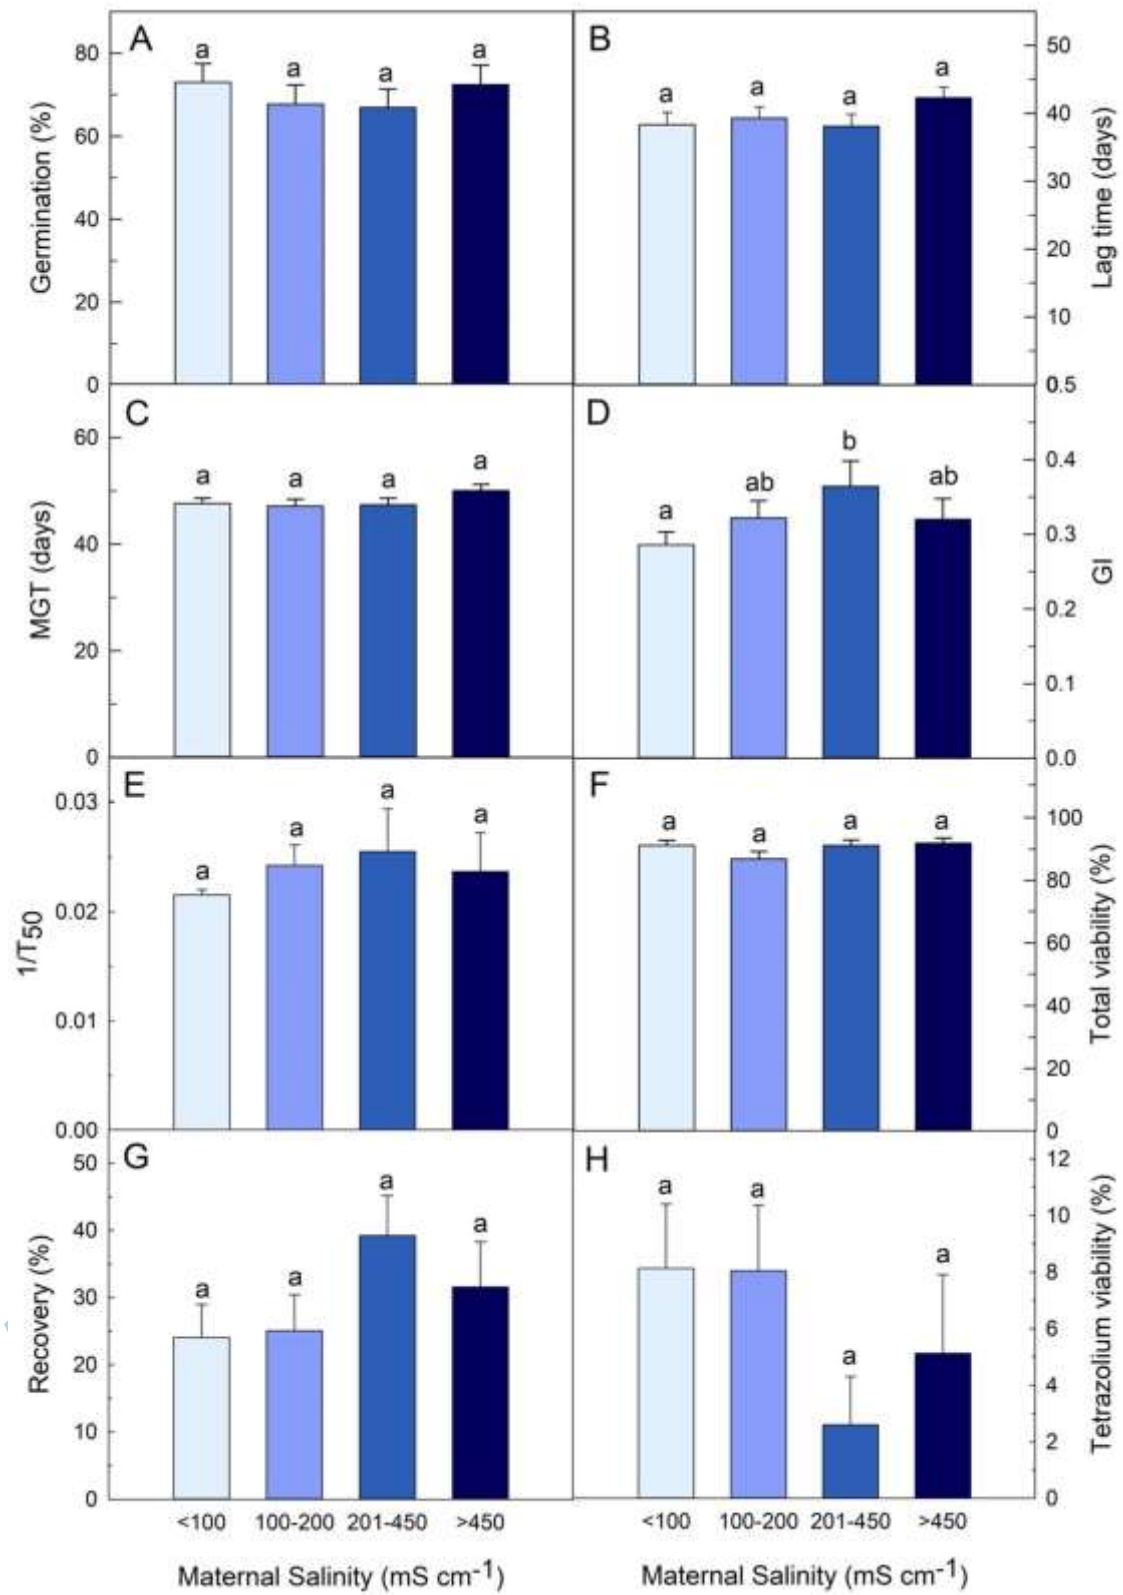 A
B
80
60
40
20
0
Germination (%)
a a a a
50
40
30
20
10
0.5
Lag time (days)
a a a a
C
D
60
40
20
0
MGT (days)
a a a a
0.4
0.3
0.2
0.1
0.0
GI
a ab b ab
E
F
0.03
0.02
0.01
0.00
1/T50
a a a a
100
80
60
40
20
0
Total viability (%)
a a a a
G
H
50
40
30
20
10
0
Recovery (%)
a a a a
12
10
8
6
4
2
0
Tetrazolium viability (%)
a a a a
<100 100-200 201-450 >450
<100 100-200 201-450 >450
Maternal Salinity (mS cm-1)
Maternal Salinity (mS cm-1)